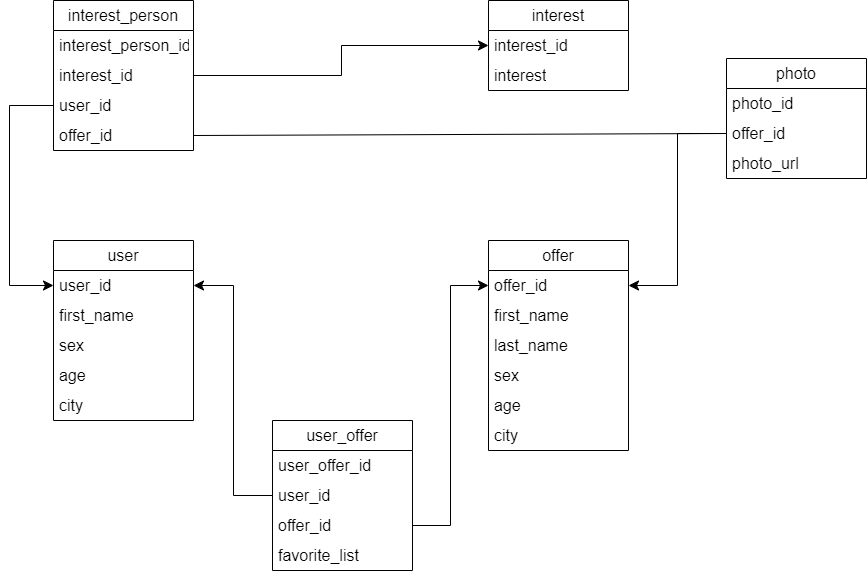 interest_person
interest_person_id
interest_id
user_id
offer_id
interest
interest_id
interest
photo
photo_id
offer_id
photo_url
user
user_id
first_name
sex
age
city
offer
offer_id
first_name
last_name
sex
age
city
user_offer
user_offer_id
user_id
offer_id
favorite_list